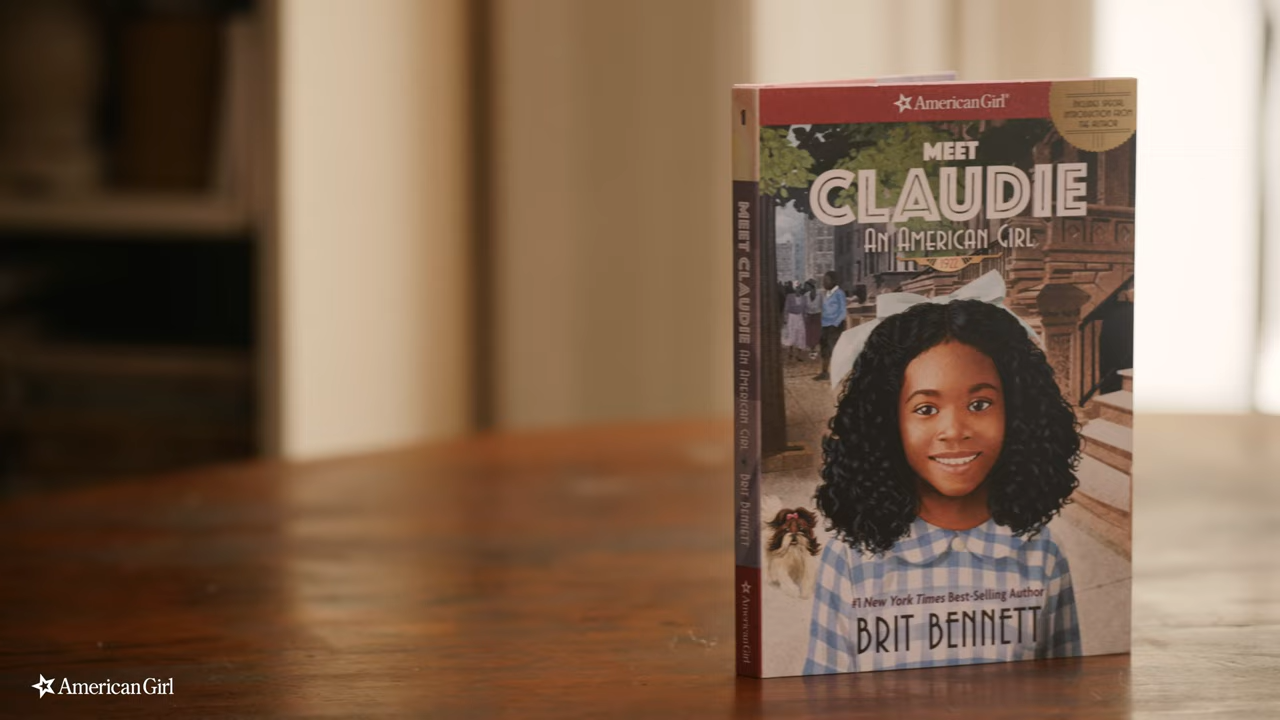 American Girl®
INCLUDES SPECIAL
INTRODUCTION FROM
THE AUTHOR
MEET
CLAUDIE
AN AMERICAN GIRL
1922
#1 New York Times Best-Selling Author
BRIT BENNETT
1
MEET CLAUDIE AN AMERICAN GIRL ★ BRIT BENNETT
American Girl
American Girl